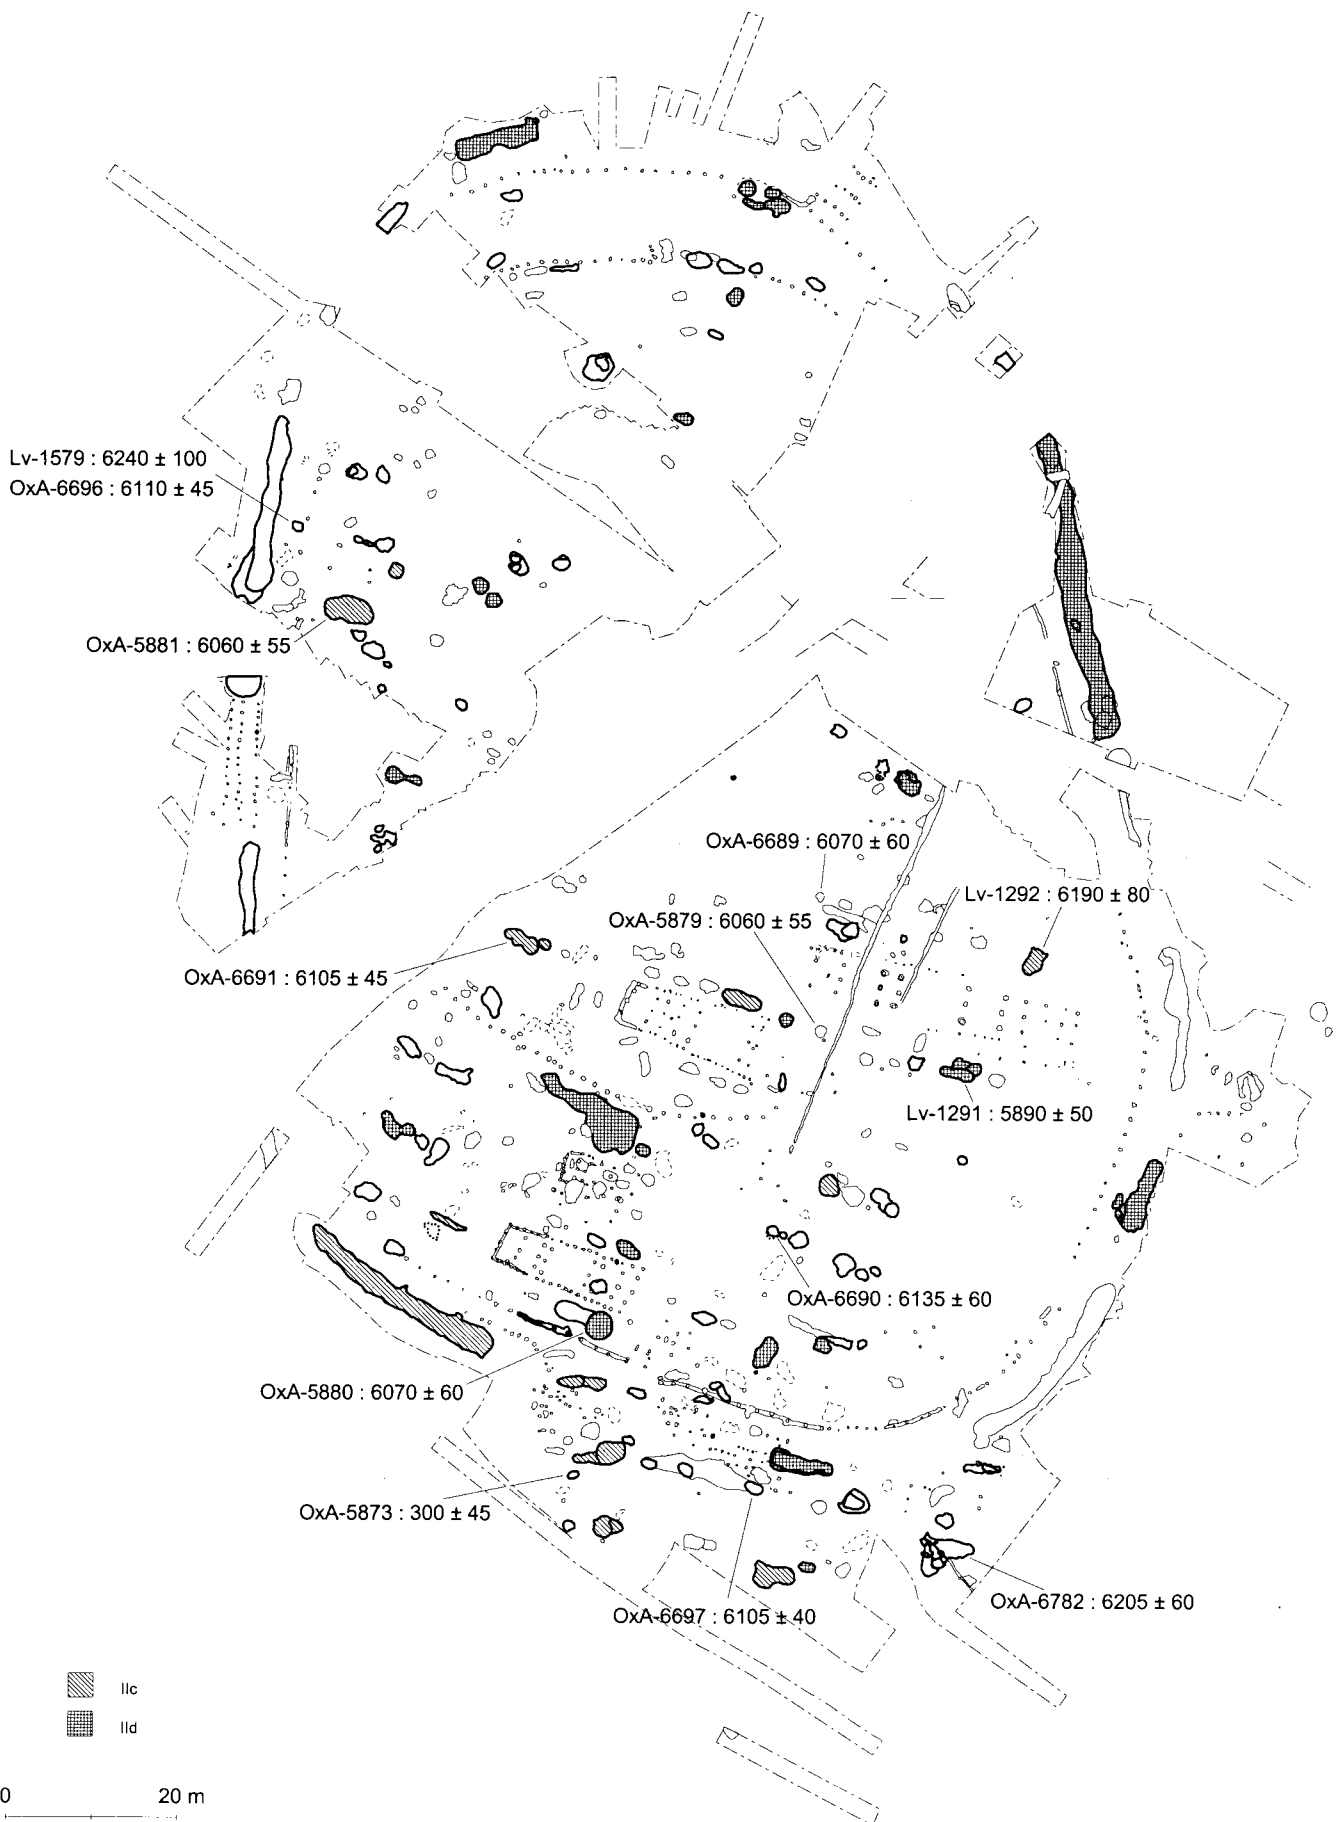 Lv-1579 : 6240 ± 100
OxA-6696 : 6110 ± 45
OxA-5881 : 6060 ± 55
OxA-6689 : 6070 ± 60
Lv-1292 : 6190 ± 80
OxA-5879 : 6060 ± 55
OxA-6691 : 6105 ± 45
Lv-1291 : 5890 ± 50
OxA-6690 : 6135 ± 60
OxA-5880 : 6070 ± 60
OxA-5873 : 300 ± 45
OxA-6697 : 6105 ± 40
OxA-6782 : 6205 ± 60
IIc
IId
0 20 m